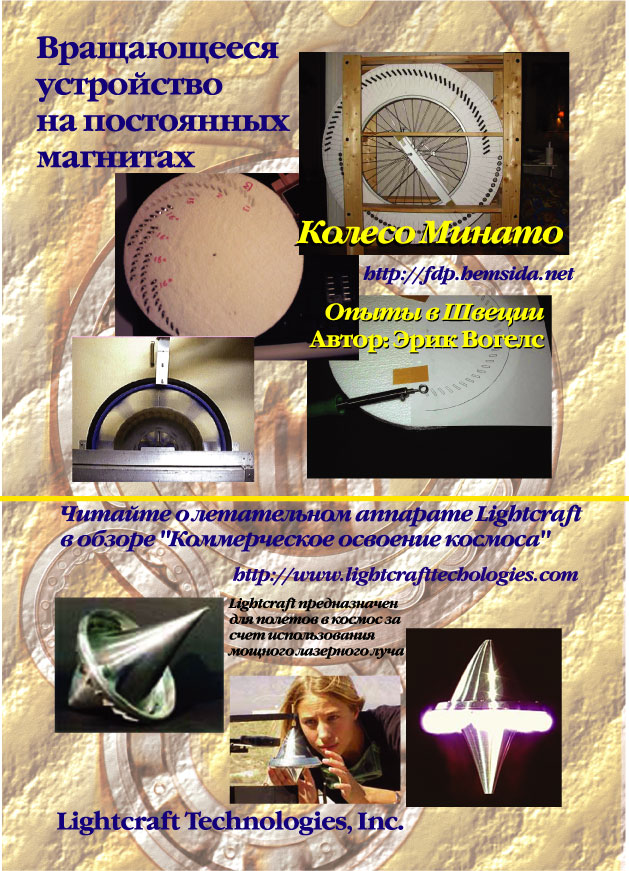 Вращающееся
устройство
на постоянных
магнитах
Колесо Минато
http://fdp.hemsida.net
Опыты в Швеции
Автор: Эрик Вогелс
Читайте о летательном аппарате Lightcraft
в обзоре "Коммерческое освоение космоса"
http://www.lightcrafttechologies.com
Lightcraft предназначен
для полетов в космос за
счет использования
мощного лазерного луча
Lightcraft Technologies, Inc.